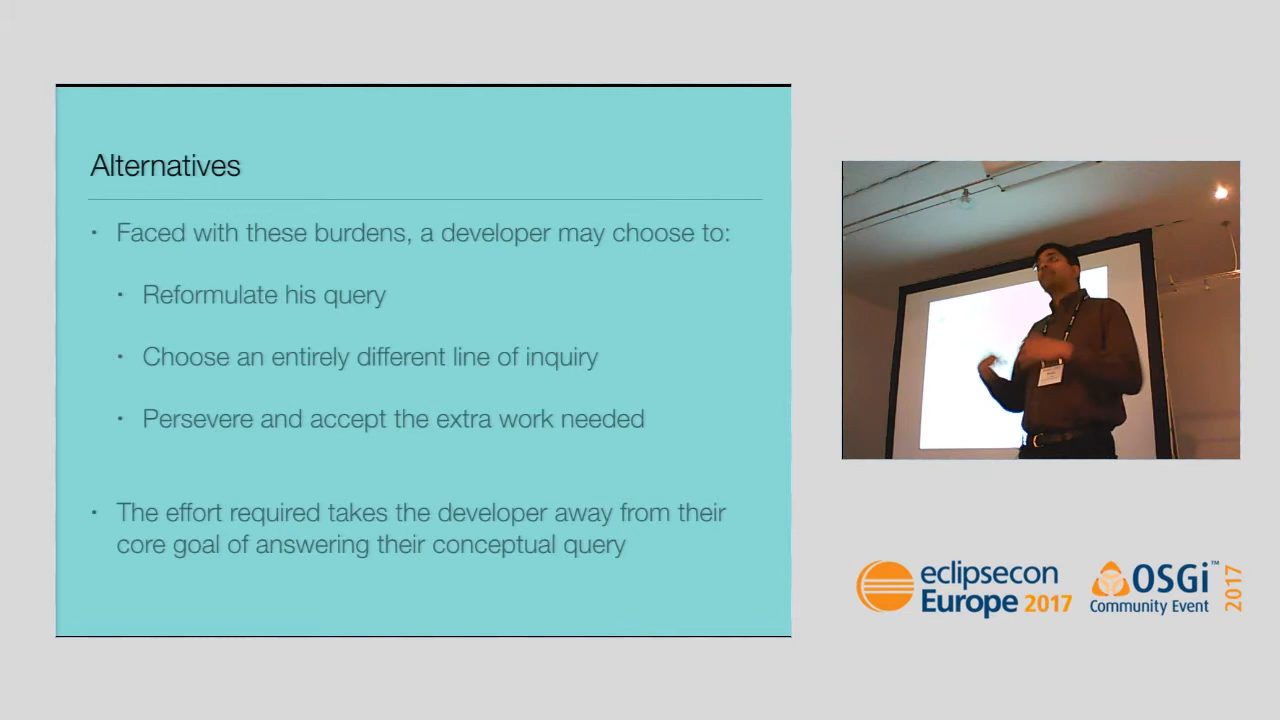 Alternatives
• Faced with these burdens, a developer may choose to:
• Reformulate his query
• Choose an entirely different line of inquiry
• Persevere and accept the extra work needed
• The effort required takes the developer away from their
core goal of answering their conceptual query
eclipsecon
Europe 2017
OSGi™
Community Event
2017